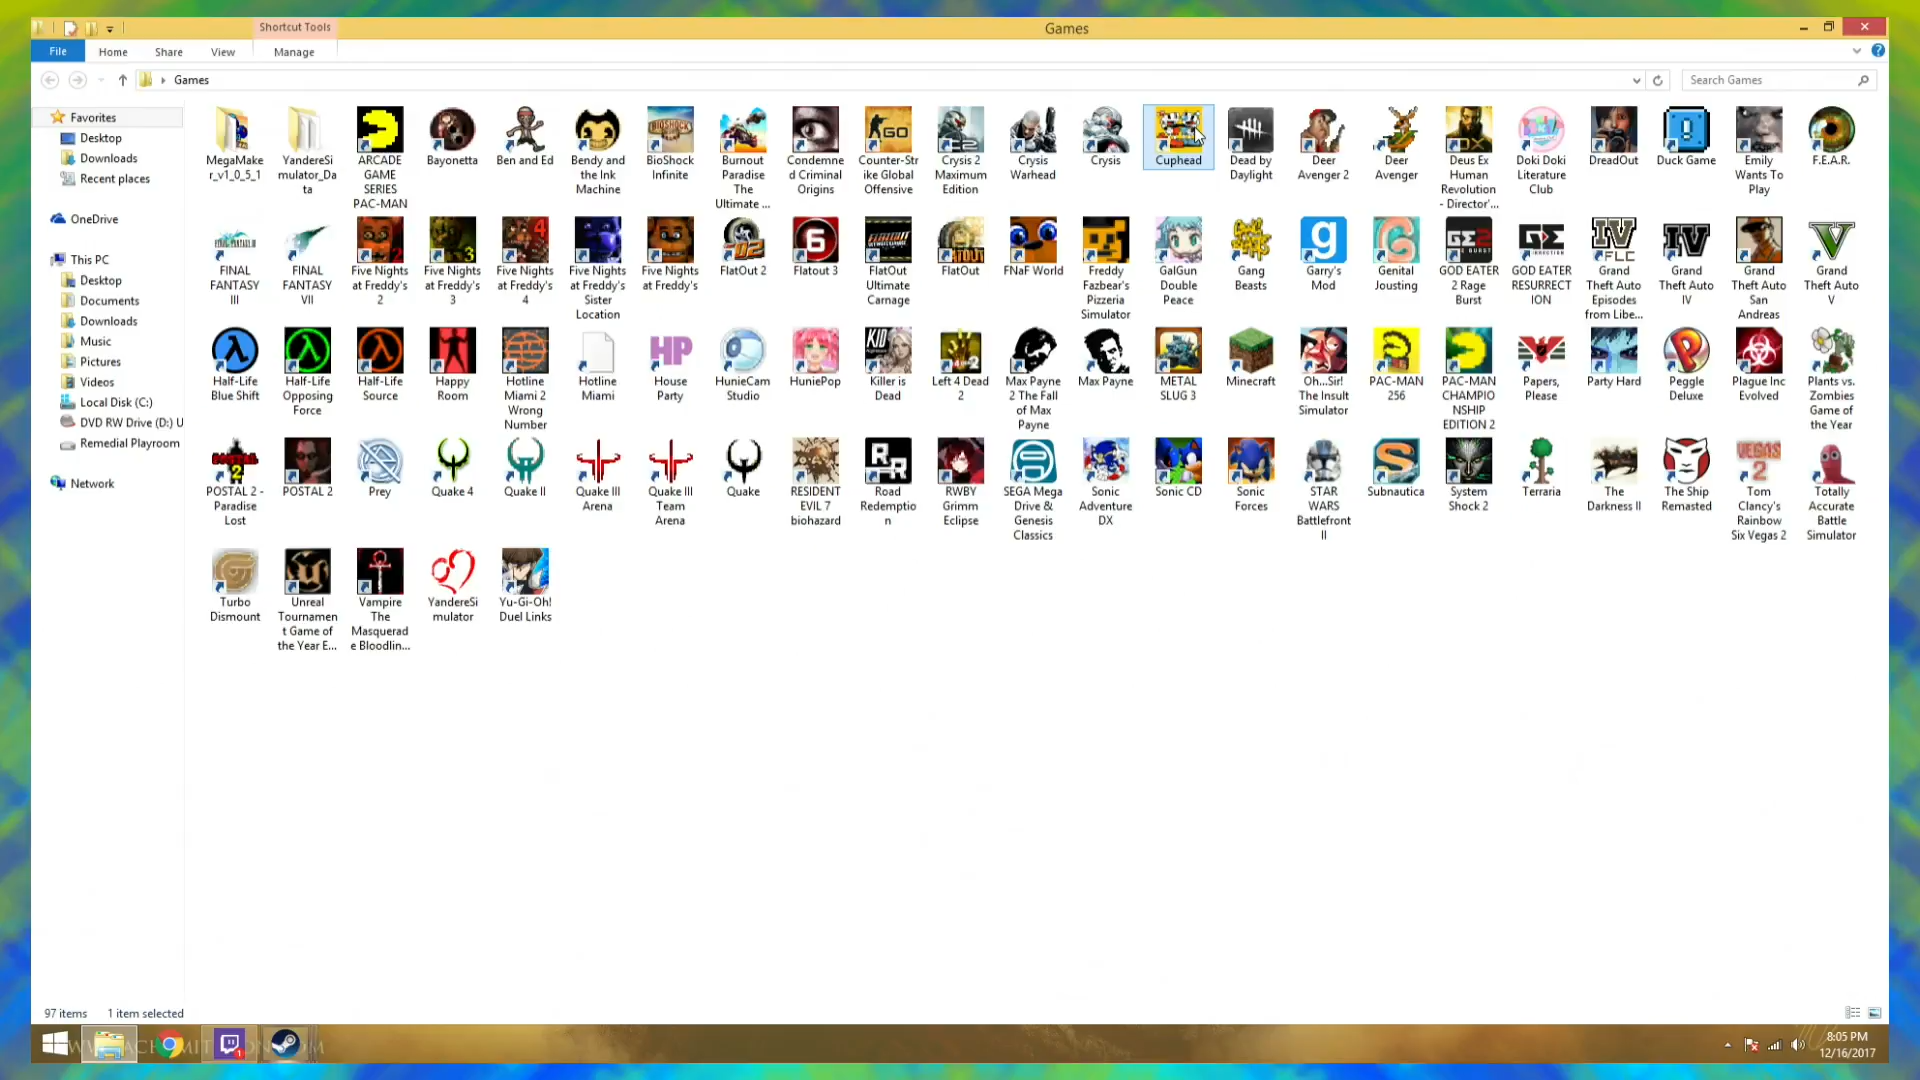 Shortcut Tools
Games
File
Home
Share
View
Manage
Games
Search Games
Favorites
Desktop
Downloads
Recent places
OneDrive
This PC
Desktop
Documents
Downloads
Music
Pictures
Videos
Local Disk (C:)
DVD RW Drive (D:) U
Remedial Playroom
Network
MegaMake
r_v1_0_5_1
YandereSi
mulator_Da
ta
ARCADE
GAME
SERIES
PAC-MAN
Bayonetta
Ben and Ed
Bendy and
the Ink
Machine
BioShock
Infinite
Burnout
Paradise
The
Ultimate ...
Condemne
d Criminal
Origins
Counter-Str
ike Global
Offensive
Crysis 2
Maximum
Edition
Crysis
Warhead
Crysis
Cuphead
Dead by
Daylight
Deer
Avenger 2
Deer
Avenger
Deus Ex
Human
Revolution
- Director'...
Doki Doki
Literature
Club
DreadOut
Duck Game
Emily
Wants To
Play
F.E.A.R.
FINAL
FANTASY
III
FINAL
FANTASY
VII
Five Nights
at Freddy's
2
Five Nights
at Freddy's
3
Five Nights
at Freddy's
4
Five Nights
at Freddy's
Sister
Location
Five Nights
at Freddy's
FlatOut 2
Flatout 3
FlatOut
Ultimate
Carnage
FlatOut
FNaF World
Freddy
Fazbear's
Pizzeria
Simulator
GalGun
Double
Peace
Gang
Beasts
Garry's
Mod
Genital
Jousting
GOD EATER
2 Rage
Burst
GOD EATER
RESURRECT
ION
Grand
Theft Auto
Episodes
from Libe...
Grand
Theft Auto
IV
Grand
Theft Auto
San
Andreas
Grand
Theft Auto
V
Half-Life
Blue Shift
Half-Life
Opposing
Force
Half-Life
Source
Happy
Room
Hotline
Miami 2
Wrong
Number
Hotline
Miami
House
Party
HunieCam
Studio
HuniePop
Killer is
Dead
Left 4 Dead
2
Max Payne
2 The Fall
of Max
Payne
Max Payne
METAL
SLUG 3
Minecraft
Oh...Sir!
The Insult
Simulator
PAC-MAN
256
PAC-MAN
CHAMPIO
NSHIP
EDITION 2
Papers,
Please
Party Hard
Peggle
Deluxe
Plague Inc
Evolved
Plants vs.
Zombies
Game of
the Year
POSTAL 2 -
Paradise
Lost
POSTAL 2
Prey
Quake 4
Quake II
Quake III
Arena
Quake III
Team
Arena
Quake
RESIDENT
EVIL 7
biohazard
Road
Redemptio
n
RWBY
Grimm
Eclipse
SEGA Mega
Drive &
Genesis
Classics
Sonic
Adventure
DX
Sonic CD
Sonic
Forces
STAR
WARS
Battlefront
II
Subnautica
System
Shock 2
Terraria
The
Darkness II
The Ship
Remasted
Tom
Clancy's
Rainbow
Six Vegas 2
Totally
Accurate
Battle
Simulator
Turbo
Dismount
Unreal
Tournamen
t Game of
the Year E...
Vampire
The
Masquerad
e Bloodlin...
YandereSi
mulator
Yu-Gi-Oh!
Duel Links
97 items
1 item selected
8:05 PM
12/16/2017